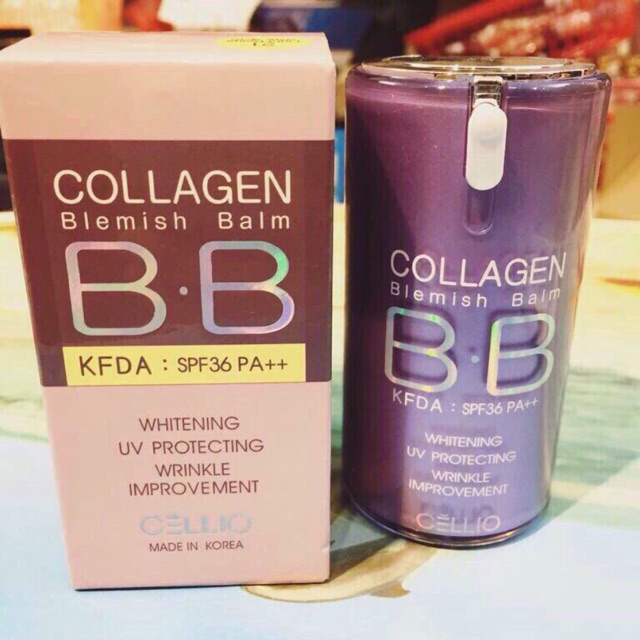 COLLAGEN
Blemish Balm
B·B
KFDA : SPF36 PA++
WHITENING
UV PROTECTING
WRINKLE
IMPROVEMENT
CELLIO
MADE IN KOREA
COLLAGEN
Blemish Balm
B·B
KFDA : SPF36 PA++
WHITENING
UV PROTECTING
WRINKLE
IMPROVEMENT
CELLIO